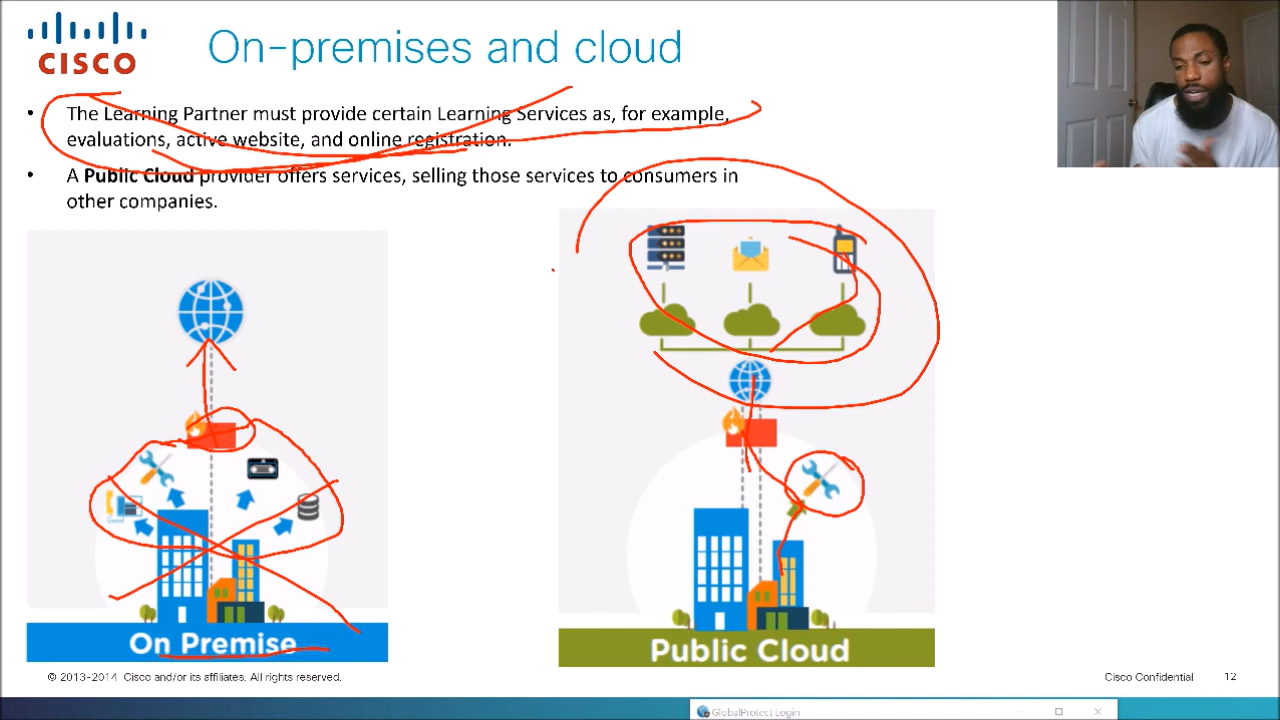 CISCO
On-premises and cloud
• The Learning Partner must provide certain Learning Services as, for example,
evaluations, active website, and online registration.
• A Public Cloud provider offers services, selling those services to consumers in
other companies.
On Premise
Public Cloud
© 2013-2014 Cisco and/or its affiliates. All rights reserved.
Cisco Confidential 12
GlobalProtect Login